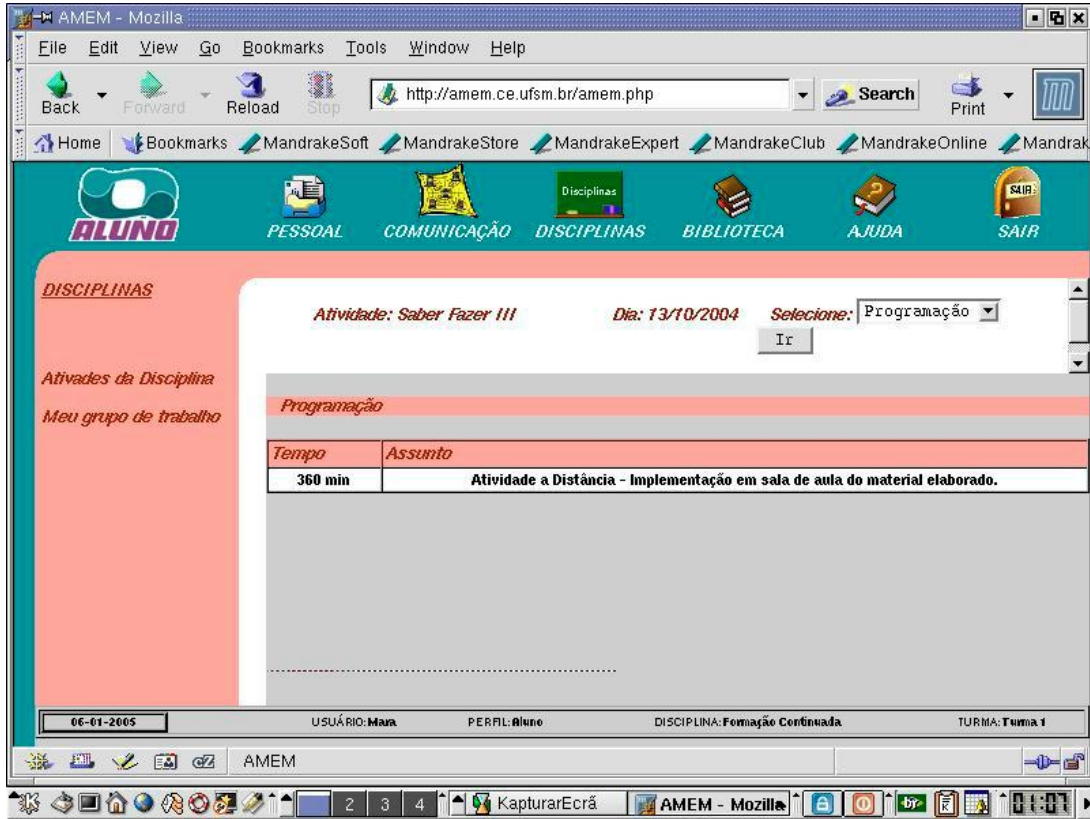 AMEM - Mozilla
File Edit View Go Bookmarks Tools Window Help
Back Forward Reload Stop http://amem.ce.ufsm.br/amem.php Search Print
Home Bookmarks MandrakeSoft MandrakeStore MandrakeExpert MandrakeClub MandrakeOnline Mandrak
Disciplinas SAIR
ALUNO PESSOAL COMUNICAÇÃO DISCIPLINAS BIBLIOTECA AJUDA SAIR
DISCIPLINAS
Atividade: Saber Fazer III Dia: 13/10/2004 Selecione: Programação
Ir
Ativades da Disciplina
Meu grupo de trabalho
Programação
Tempo Assunto
360 min Atividade a Distância - Implementação em sala de aula do material elaborado.
06-01-2005 USUÁRIO: Mara PERFIL: Aluno DISCIPLINA: Formação Continuada TURMA: Turma 1
AMEM
2 3 4 KapturarEcrã AMEM - Mozilla br 01:07